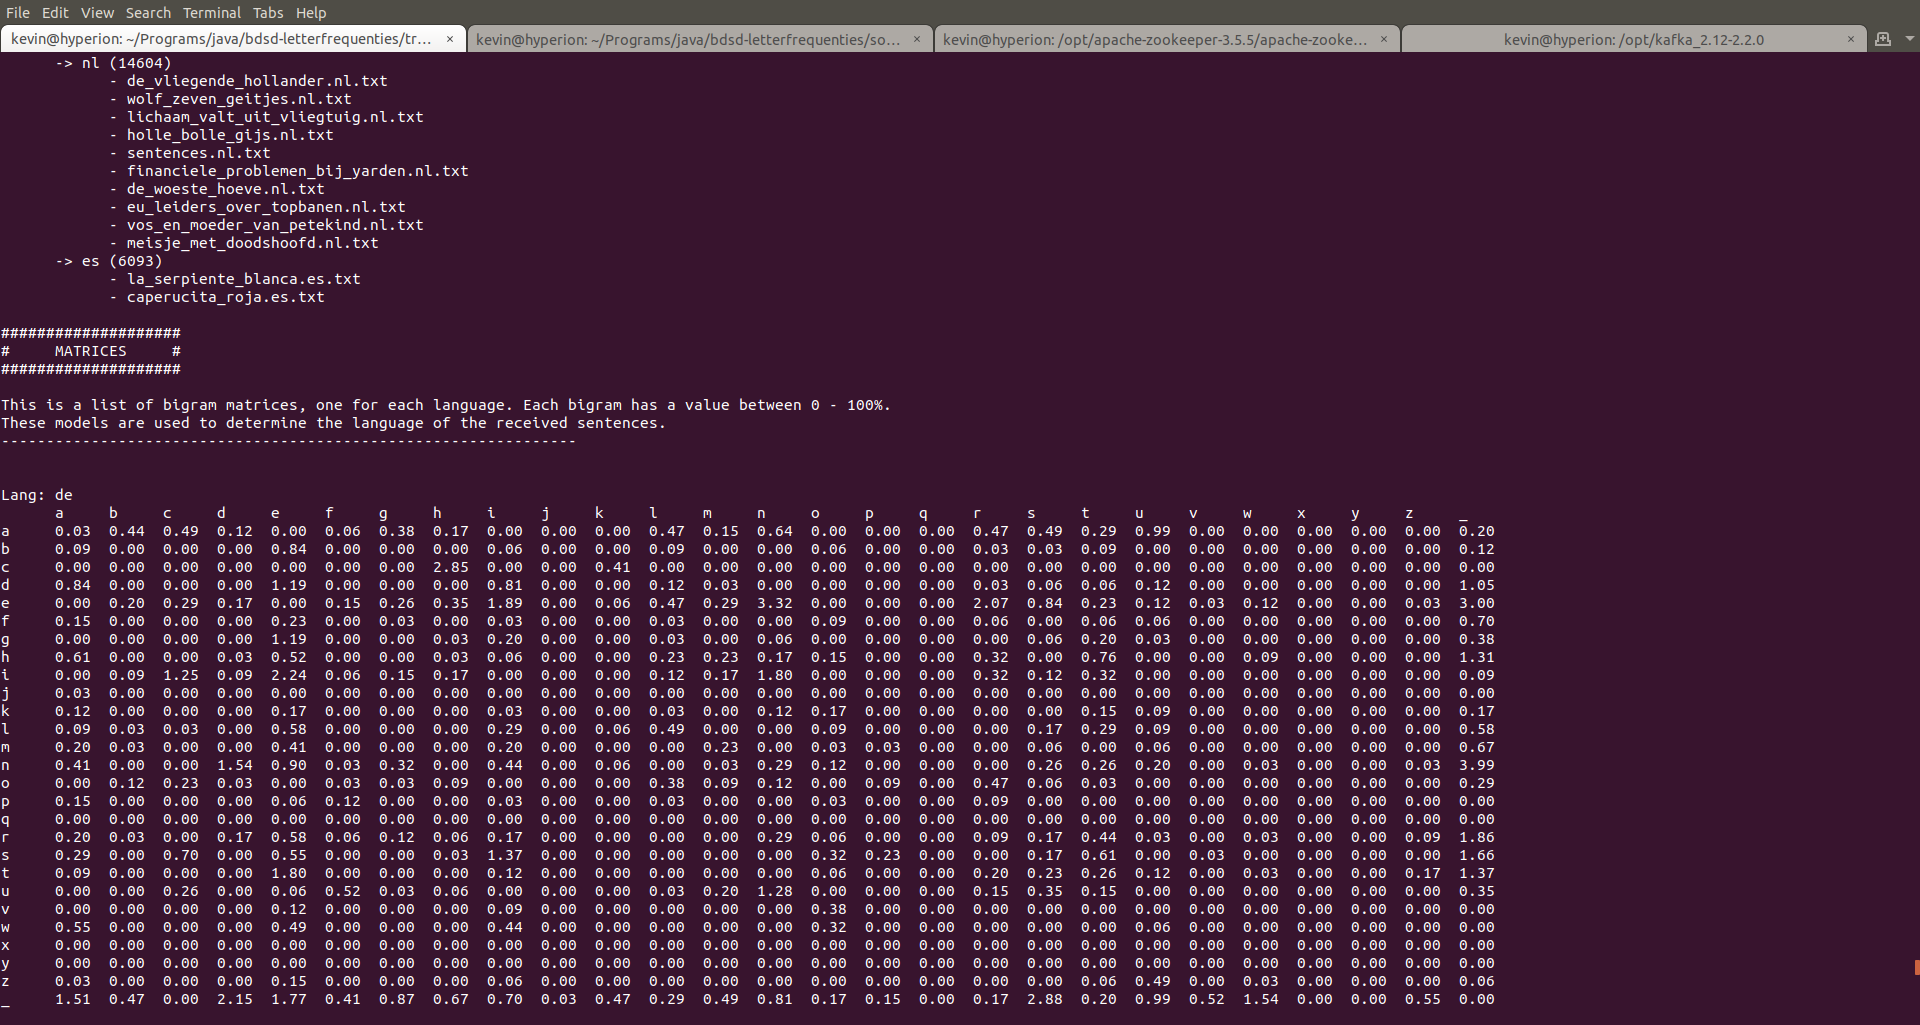 File Edit View Search Terminal Tabs Help
kevin@hyperion: ~/Programs/java/bdsd-letterfrequenties/tr... × kevin@hyperion: ~/Programs/java/bdsd-letterfrequenties/so... × kevin@hyperion: /opt/apache-zookeeper-3.5.5/apache-zooke... × kevin@hyperion: /opt/kafka_2.12-2.2.0 ×
-> nl (14604)
- de_vliegende_hollander.nl.txt
- wolf_zeven_geitjes.nl.txt
- lichaam_valt_uit_vliegtuig.nl.txt
- holle_bolle_gijs.nl.txt
- sentences.nl.txt
- financiele_problemen_bij_yarden.nl.txt
- de_woeste_hoeve.nl.txt
- eu_leiders_over_topbanen.nl.txt
- vos_en_moeder_van_petekind.nl.txt
- meisje_met_doodshoofd.nl.txt
-> es (6093)
- la_serpiente_blanca.es.txt
- caperucita_roja.es.txt
####################
# MATRICES #
####################
This is a list of bigram matrices, one for each language. Each bigram has a value between 0 - 100%.
These models are used to determine the language of the received sentences.
----------------------------------------------------------------
Lang: de
a b c d e f g h i j k l m n o p q r s t u v w x y z _
a 0.03 0.44 0.49 0.12 0.00 0.06 0.38 0.17 0.00 0.00 0.00 0.47 0.15 0.64 0.00 0.00 0.00 0.47 0.49 0.29 0.99 0.00 0.00 0.00 0.00 0.00 0.20
b 0.09 0.00 0.00 0.00 0.84 0.00 0.00 0.00 0.06 0.00 0.00 0.09 0.00 0.00 0.06 0.00 0.00 0.03 0.03 0.09 0.00 0.00 0.00 0.00 0.00 0.00 0.12
c 0.00 0.00 0.00 0.00 0.00 0.00 0.00 2.85 0.00 0.00 0.41 0.00 0.00 0.00 0.00 0.00 0.00 0.00 0.00 0.00 0.00 0.00 0.00 0.00 0.00 0.00 0.00
d 0.84 0.00 0.00 0.00 1.19 0.00 0.00 0.00 0.81 0.00 0.00 0.12 0.03 0.00 0.00 0.00 0.00 0.03 0.06 0.06 0.12 0.00 0.00 0.00 0.00 0.00 1.05
e 0.00 0.20 0.29 0.17 0.00 0.15 0.26 0.35 1.89 0.00 0.06 0.47 0.29 3.32 0.00 0.00 0.00 2.07 0.84 0.23 0.12 0.03 0.12 0.00 0.00 0.03 3.00
f 0.15 0.00 0.00 0.00 0.23 0.00 0.03 0.00 0.03 0.00 0.00 0.03 0.00 0.00 0.09 0.00 0.00 0.06 0.00 0.06 0.06 0.00 0.00 0.00 0.00 0.00 0.70
g 0.00 0.00 0.00 0.00 1.19 0.00 0.00 0.03 0.20 0.00 0.00 0.03 0.00 0.06 0.00 0.00 0.00 0.00 0.06 0.20 0.03 0.00 0.00 0.00 0.00 0.00 0.38
h 0.61 0.00 0.00 0.03 0.52 0.00 0.00 0.03 0.06 0.00 0.00 0.23 0.23 0.17 0.15 0.00 0.00 0.32 0.00 0.76 0.00 0.00 0.09 0.00 0.00 0.00 1.31
i 0.00 0.09 1.25 0.09 2.24 0.06 0.15 0.17 0.00 0.00 0.00 0.12 0.17 1.80 0.00 0.00 0.00 0.32 0.12 0.32 0.00 0.00 0.00 0.00 0.00 0.00 0.09
j 0.03 0.00 0.00 0.00 0.00 0.00 0.00 0.00 0.00 0.00 0.00 0.00 0.00 0.00 0.00 0.00 0.00 0.00 0.00 0.00 0.00 0.00 0.00 0.00 0.00 0.00 0.00
k 0.12 0.00 0.00 0.00 0.17 0.00 0.00 0.00 0.03 0.00 0.00 0.03 0.00 0.12 0.17 0.00 0.00 0.00 0.00 0.15 0.09 0.00 0.00 0.00 0.00 0.00 0.17
l 0.09 0.03 0.03 0.00 0.58 0.00 0.00 0.00 0.29 0.00 0.06 0.49 0.00 0.00 0.09 0.00 0.00 0.00 0.17 0.29 0.09 0.00 0.00 0.00 0.00 0.00 0.58
m 0.20 0.03 0.00 0.00 0.41 0.00 0.00 0.00 0.20 0.00 0.00 0.00 0.23 0.00 0.03 0.03 0.00 0.00 0.06 0.00 0.06 0.00 0.00 0.00 0.00 0.00 0.67
n 0.41 0.00 0.00 1.54 0.90 0.03 0.32 0.00 0.44 0.00 0.06 0.00 0.03 0.29 0.12 0.00 0.00 0.00 0.26 0.26 0.20 0.00 0.03 0.00 0.00 0.03 3.99
o 0.00 0.12 0.23 0.03 0.00 0.03 0.03 0.09 0.00 0.00 0.00 0.38 0.09 0.12 0.00 0.09 0.00 0.47 0.06 0.03 0.00 0.00 0.00 0.00 0.00 0.00 0.29
p 0.15 0.00 0.00 0.00 0.06 0.12 0.00 0.00 0.03 0.00 0.00 0.03 0.00 0.00 0.03 0.00 0.00 0.09 0.00 0.00 0.00 0.00 0.00 0.00 0.00 0.00 0.00
q 0.00 0.00 0.00 0.00 0.00 0.00 0.00 0.00 0.00 0.00 0.00 0.00 0.00 0.00 0.00 0.00 0.00 0.00 0.00 0.00 0.00 0.00 0.00 0.00 0.00 0.00 0.00
r 0.20 0.03 0.00 0.17 0.58 0.06 0.12 0.06 0.17 0.00 0.00 0.00 0.00 0.29 0.06 0.00 0.00 0.09 0.17 0.44 0.03 0.00 0.03 0.00 0.00 0.09 1.86
s 0.29 0.00 0.70 0.00 0.55 0.00 0.00 0.03 1.37 0.00 0.00 0.00 0.00 0.00 0.32 0.23 0.00 0.00 0.17 0.61 0.00 0.03 0.00 0.00 0.00 0.00 1.66
t 0.09 0.00 0.00 0.00 1.80 0.00 0.00 0.00 0.12 0.00 0.00 0.00 0.00 0.00 0.06 0.00 0.00 0.20 0.23 0.26 0.12 0.00 0.03 0.00 0.00 0.17 1.37
u 0.00 0.00 0.26 0.00 0.06 0.52 0.03 0.06 0.00 0.00 0.00 0.03 0.20 1.28 0.00 0.00 0.00 0.15 0.35 0.15 0.00 0.00 0.00 0.00 0.00 0.00 0.35
v 0.00 0.00 0.00 0.00 0.12 0.00 0.00 0.00 0.09 0.00 0.00 0.00 0.00 0.00 0.38 0.00 0.00 0.00 0.00 0.00 0.00 0.00 0.00 0.00 0.00 0.00 0.00
w 0.55 0.00 0.00 0.00 0.49 0.00 0.00 0.00 0.44 0.00 0.00 0.00 0.00 0.00 0.32 0.00 0.00 0.00 0.00 0.00 0.06 0.00 0.00 0.00 0.00 0.00 0.00
x 0.00 0.00 0.00 0.00 0.00 0.00 0.00 0.00 0.00 0.00 0.00 0.00 0.00 0.00 0.00 0.00 0.00 0.00 0.00 0.00 0.00 0.00 0.00 0.00 0.00 0.00 0.00
y 0.00 0.00 0.00 0.00 0.00 0.00 0.00 0.00 0.00 0.00 0.00 0.00 0.00 0.00 0.00 0.00 0.00 0.00 0.00 0.00 0.00 0.00 0.00 0.00 0.00 0.00 0.00
z 0.03 0.00 0.00 0.00 0.15 0.00 0.00 0.00 0.06 0.00 0.00 0.00 0.00 0.00 0.00 0.00 0.00 0.00 0.00 0.06 0.49 0.00 0.03 0.00 0.00 0.00 0.06
_ 1.51 0.47 0.00 2.15 1.77 0.41 0.87 0.67 0.70 0.03 0.47 0.29 0.49 0.81 0.17 0.15 0.00 0.17 2.88 0.20 0.99 0.52 1.54 0.00 0.00 0.55 0.00